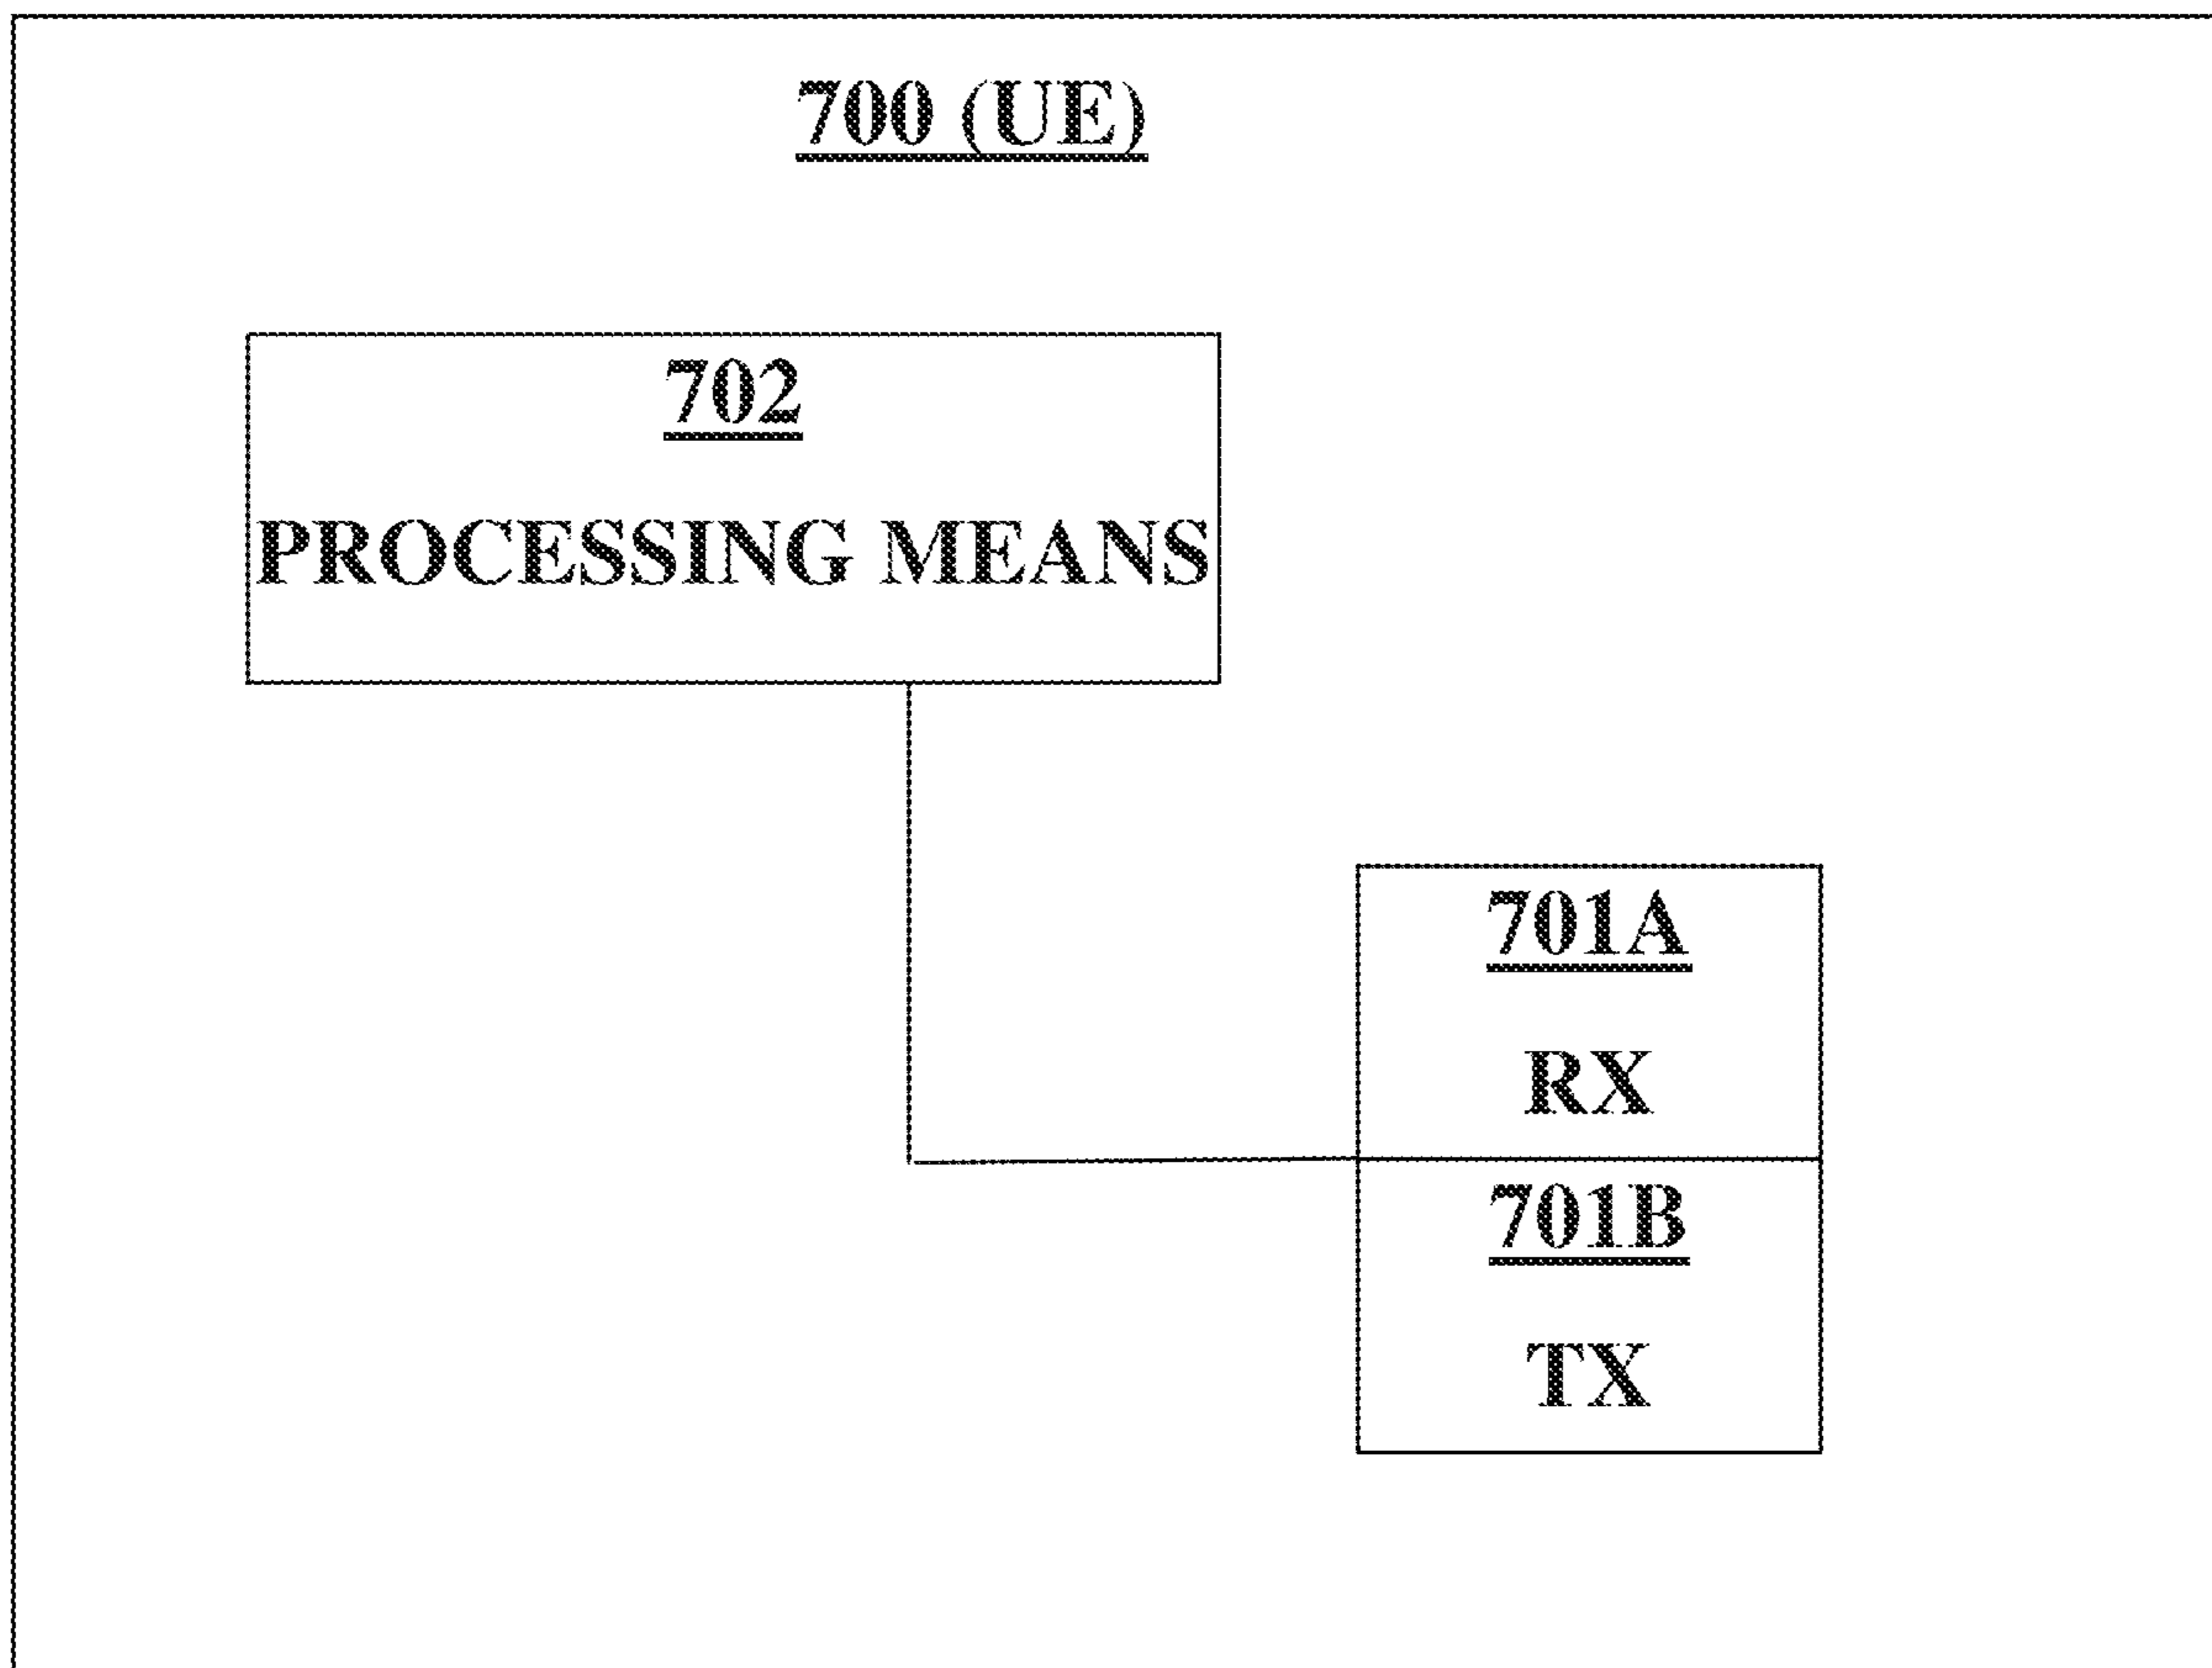 700 (UE)
702
PROCESSING MEANS
701A
RX
701B
TX